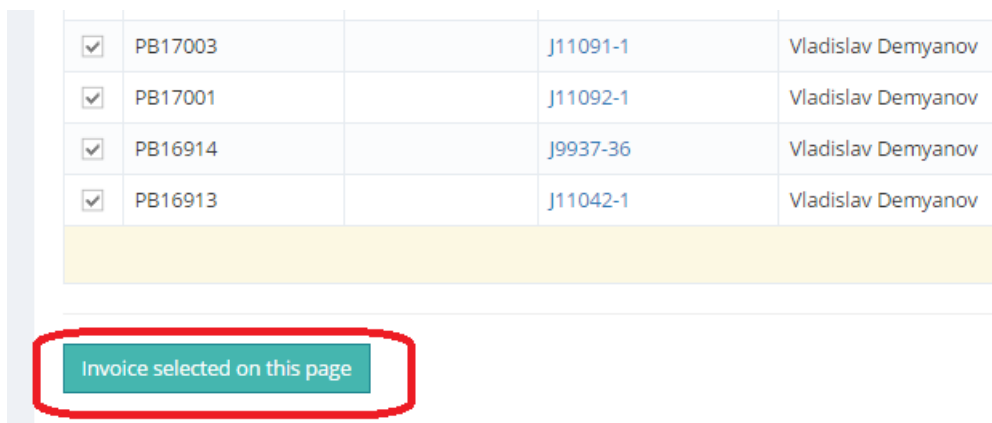 PB17003 J11091-1 Vladislav Demyanov
PB17001 J11092-1 Vladislav Demyanov
PB16914 J9937-36 Vladislav Demyanov
PB16913 J11042-1 Vladislav Demyanov
Invoice selected on this page